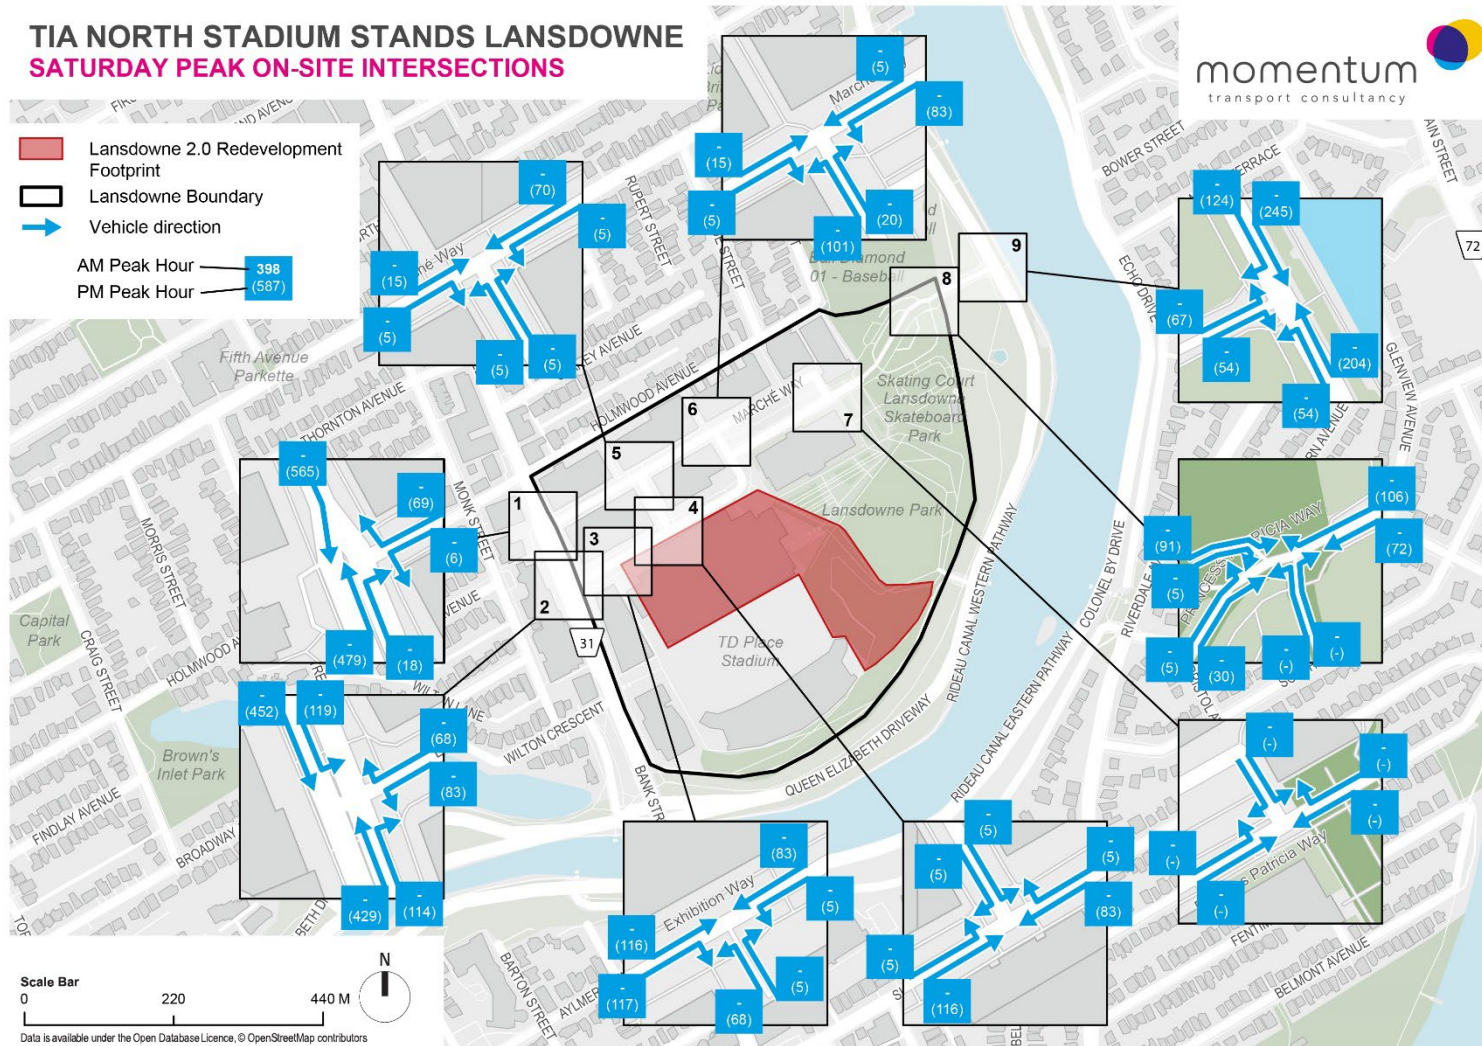 TIA NORTH STADIUM STANDS LANSDOWNE
SATURDAY PEAK ON-SITE INTERSECTIONS
momentum
transport consultancy
Lansdowne 2.0 Redevelopment
Footprint
Lansdowne Boundary
Vehicle direction
AM Peak Hour
398
PM Peak Hour
(587)
-
(70)
-
(5)
-
(15)
-
(5)
-
(5)
-
(5)
-
(5)
-
(83)
-
(15)
-
(5)
-
(101)
-
(20)
-
(124)
-
(245)
-
(67)
-
(54)
-
(204)
-
(54)
-
(565)
-
(69)
-
(6)
-
(479)
-
(18)
-
(106)
-
(72)
-
(91)
-
(5)
-
(5)
-
(30)
-
(-)
-
(-)
-
(452)
-
(119)
-
(68)
-
(83)
-
(429)
-
(114)
-
(83)
-
(5)
-
(116)
-
(117)
-
(68)
-
(5)
-
(5)
-
(5)
-
(5)
-
(83)
-
(5)
-
(116)
-
(-)
-
(-)
-
(-)
-
(-)
-
(-)
1
2
3
4
5
6
7
8
9
31
72
RUPERT STREET
BOWER STREET
ECHO DRIVE
GLENVIEW AVENUE
Fifth Avenue
Parkette
THORNTON AVENUE
HOLMWOOD AVENUE
MARCHÉ WAY
01 - Baseball
Skating Court
Lansdowne
Skateboard
Park
Lansdowne Park
TD Place
Stadium
MONK STREET
MORRIS STREET
CRAIG STREET
Capital
Park
Brown's
Inlet Park
FINDLAY AVENUE
BROADWAY
WILTON CRESCENT
QUEEN ELIZABETH DRIVEWAY
RIDEAU CANAL WESTERN PATHWAY
RIDEAU CANAL EASTERN PATHWAY
COLONEL BY DRIVE
Exhibition Way
Patricia Way
BARTON STREET
BELMONT AVENUE
N
Scale Bar
0 220 440 M
Data is available under the Open Database Licence, © OpenStreetMap contributors